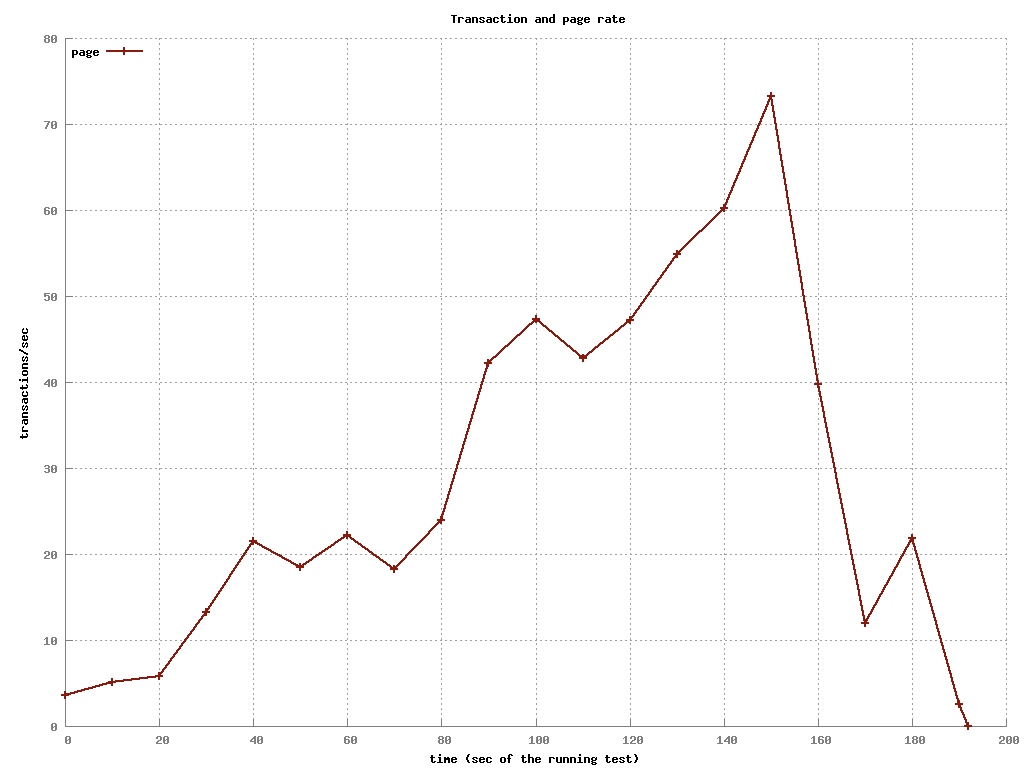 Transaction and page rate
80
page
70
60
50
transactions/sec
40
30
20
10
0
0 20 40 60 80 100 120 140 160 180 200
time (sec of the running test)